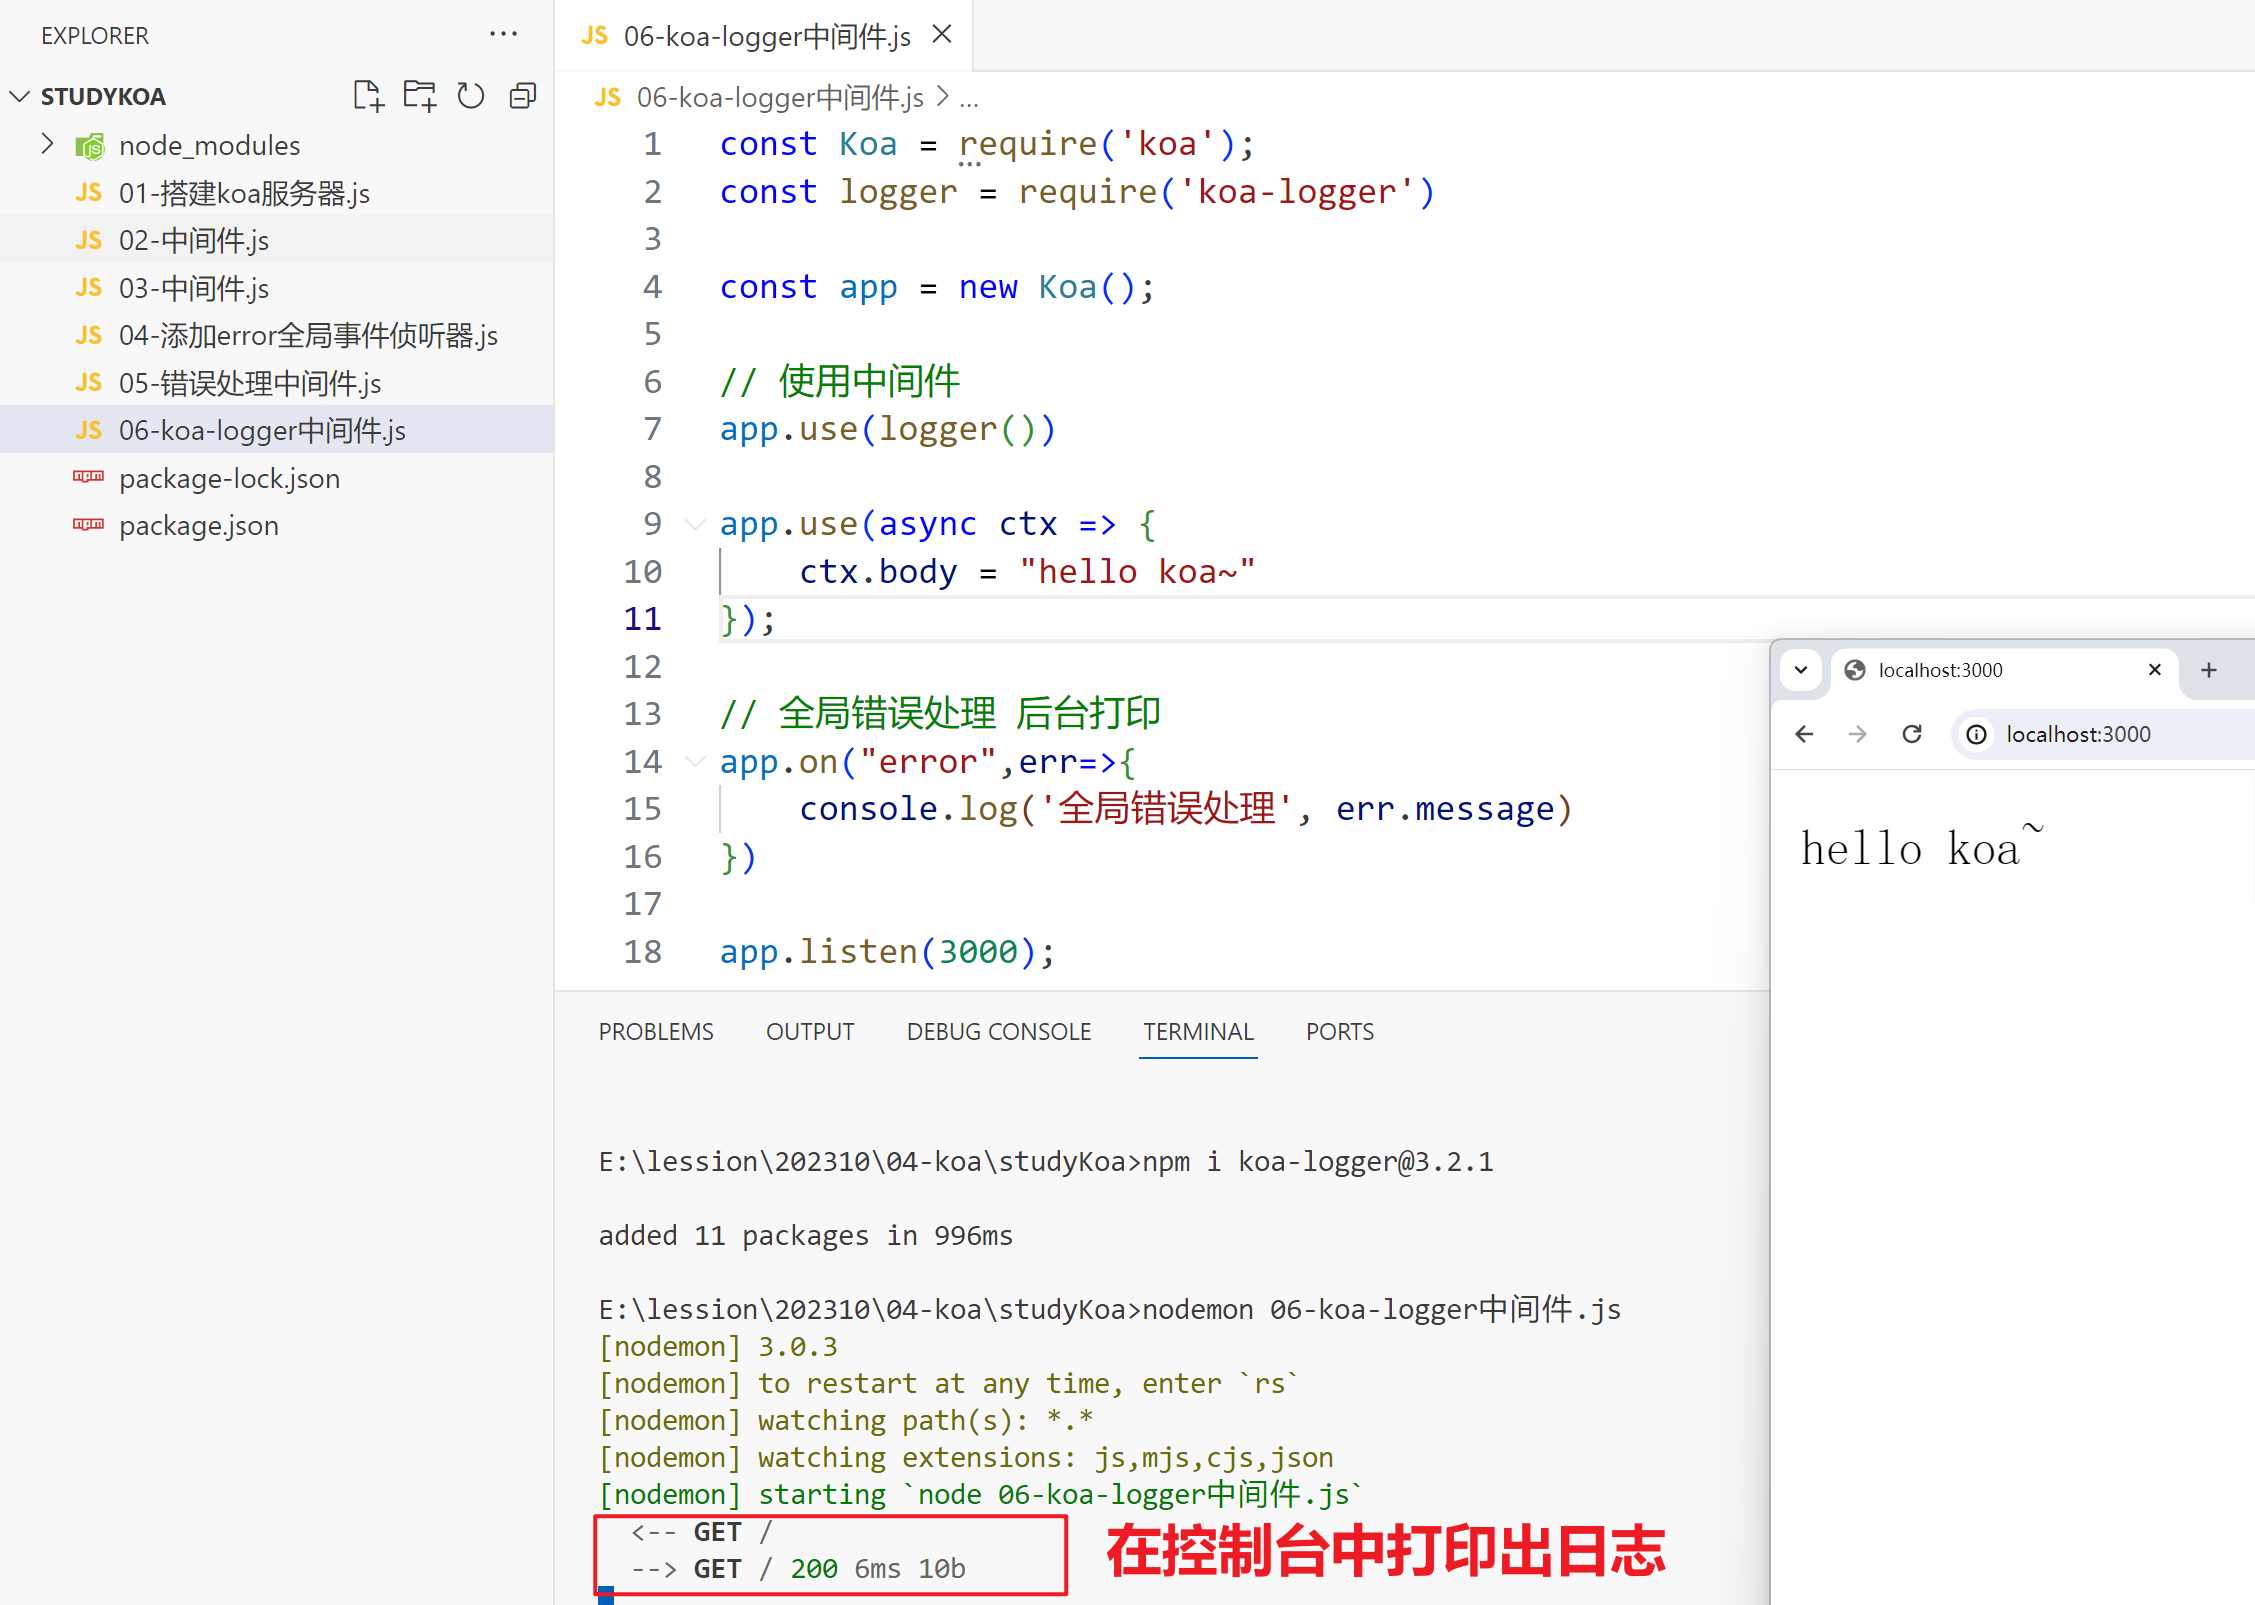 EXPLORER
STUDYKOA
node_modules
JS 01-搭建koa服务器.js
JS 02-中间件.js
JS 03-中间件.js
JS 04-添加error全局事件侦听器.js
JS 05-错误处理中间件.js
JS 06-koa-logger中间件.js
package-lock.json
package.json
JS 06-koa-logger中间件.js
JS 06-koa-logger中间件.js > ...
1 const Koa = require('koa');
2 const logger = require('koa-logger')
3
4 const app = new Koa();
5
6 // 使用中间件
7 app.use(logger())
8
9 app.use(async ctx => {
10 ctx.body = "hello koa~"
11 });
12
13 // 全局错误处理 后台打印
14 app.on("error",err=>{
15 console.log('全局错误处理', err.message)
16 })
17
18 app.listen(3000);
localhost:3000
localhost:3000
hello koa~
PROBLEMS OUTPUT DEBUG CONSOLE TERMINAL PORTS
E:\lession\202310\04-koa\studyKoa>npm i koa-logger@3.2.1
added 11 packages in 996ms
E:\lession\202310\04-koa\studyKoa>nodemon 06-koa-logger中间件.js
[nodemon] 3.0.3
[nodemon] to restart at any time, enter `rs`
[nodemon] watching path(s): *.*
[nodemon] watching extensions: js,mjs,cjs,json
[nodemon] starting `node 06-koa-logger中间件.js`
<-- GET /
--> GET / 200 6ms 10b
在控制台中打印出日志